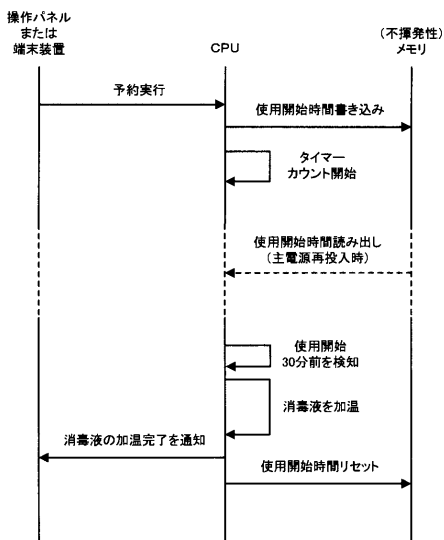 操作パネル
または
端末装置
CPU
(不揮発性)
メモリ
予約実行
使用開始時間書き込み
タイマー
カウント開始
使用開始時間読み出し
(主電源再投入時)
使用開始
30分前を検知
消毒液を加温
消毒液の加温完了を通知
使用開始時間リセット